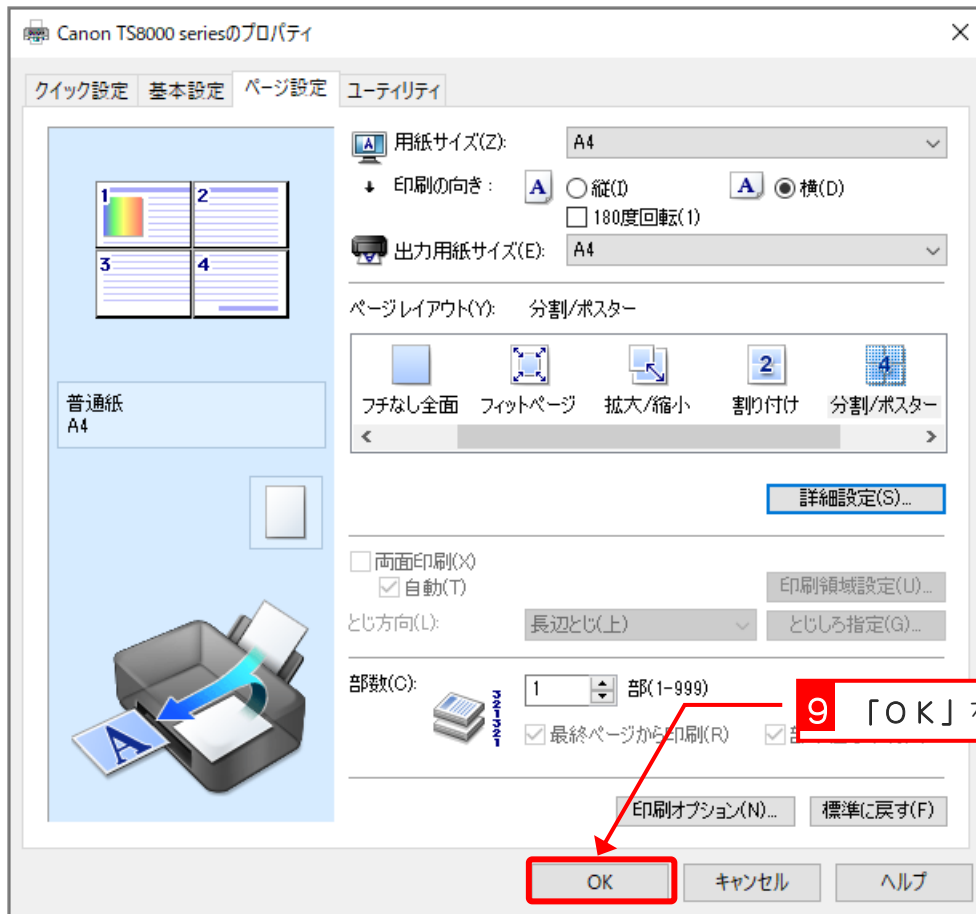 Canon TS8000 seriesのプロパティ
クイック設定 基本設定 ページ設定 ユーティリティ
1 2
3 4
普通紙
A4
A
用紙サイズ(Z): A4
印刷の向き: A 縦(I) A 横(D)
180度回転(1)
出力用紙サイズ(E): A4
ページレイアウト(Y): 分割/ポスター
2 4
フチなし全面 フィットページ 拡大/縮小 割り付け 分割/ポスター
詳細設定(S)...
両面印刷(X)
自動(T) 印刷領域設定(U)...
とじ方向(L): 長辺とじ(上) とじしろ指定(G)...
部数(C): 321321 1 部(1-999)
9 「OK」
最終ページから印刷(R)
印刷オプション(N)... 標準に戻す(F)
OK キャンセル ヘルプ